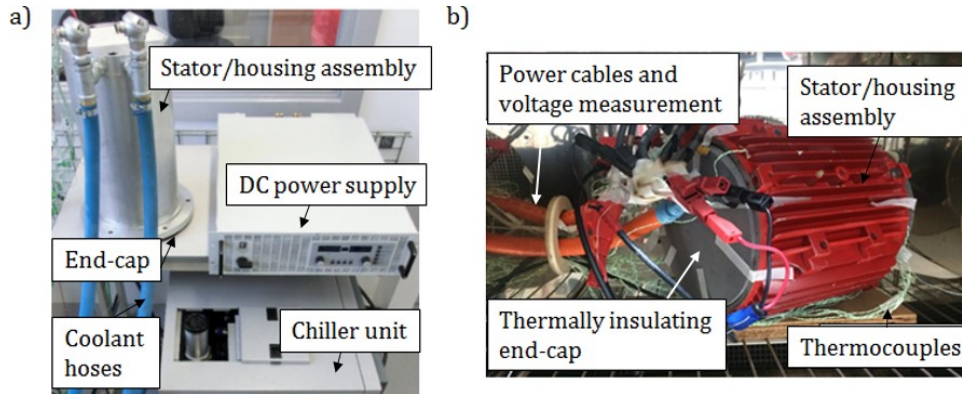 a)
Stator/housing assembly
DC power supply
End-cap
Coolant
hoses
Chiller unit
b)
Power cables and
voltage measurement
Stator/housing
assembly
Thermally insulating
end-cap
Thermocouples